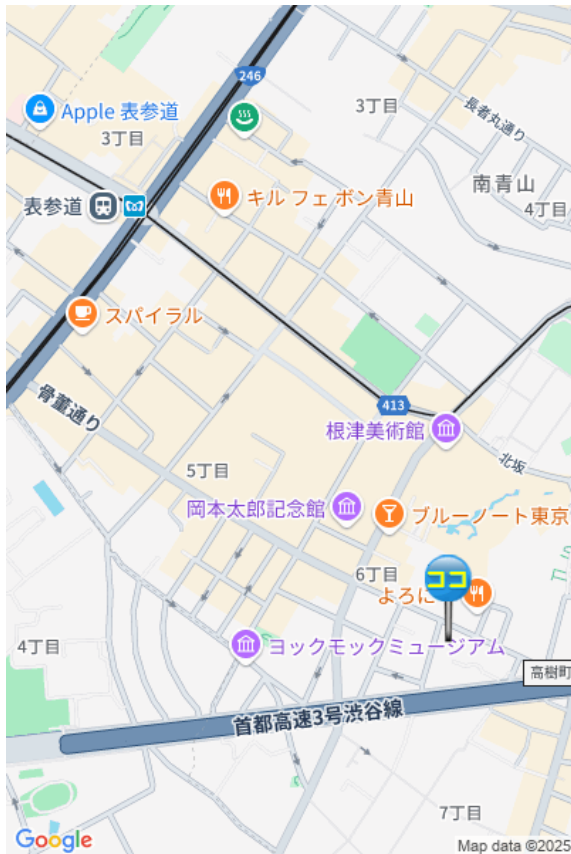 246
Apple 表参道
3丁目
3丁目
長者丸通り
南青山
4丁目
キル フェ ボン青山
表参道
スパイラル
骨董通り
413
根津美術館
北坂
5丁目
岡本太郎記念館
ブルーノート東京
6丁目
ココ
よろに
4丁目
ヨックモックミュージアム
高樹町
首都高速3号渋谷線
7丁目
Google
Map data ©2025